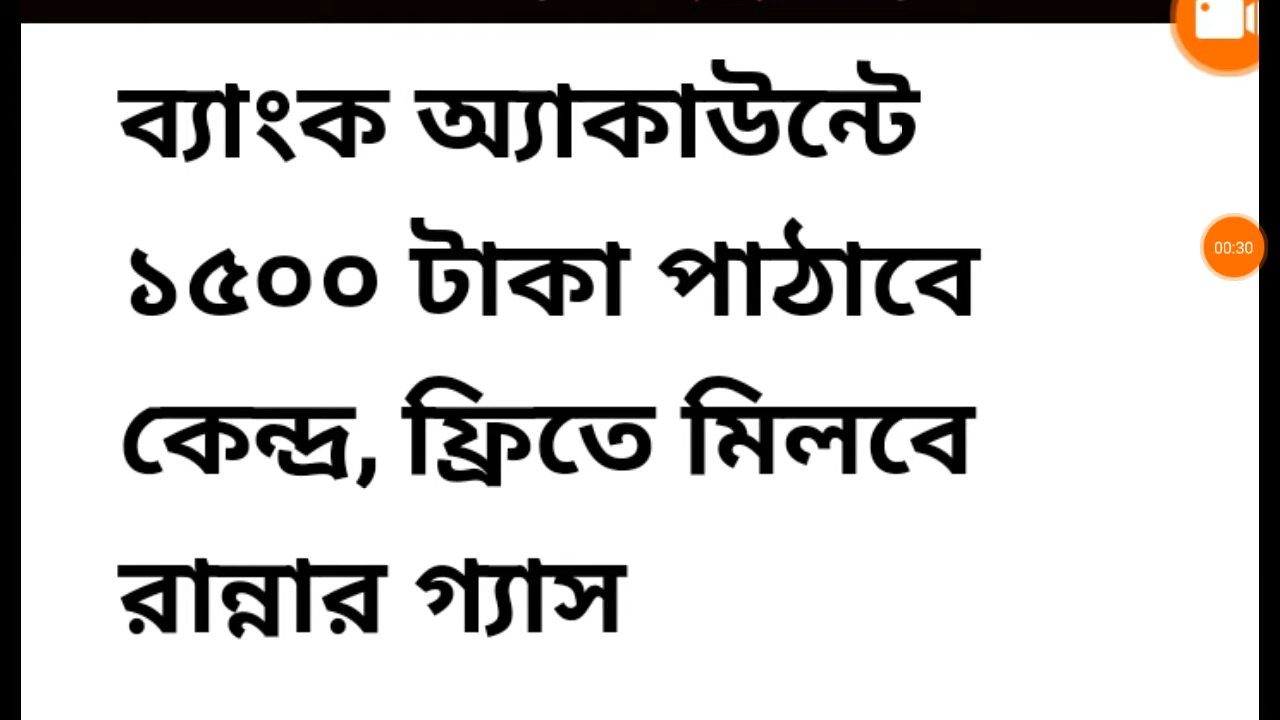 ব্যাংক অ্যাকাউন্টে
১৫০০ টাকা পাঠাবে
কেন্দ্র, ফ্রিতে মিলবে
রান্নার গ্যাস
00:30